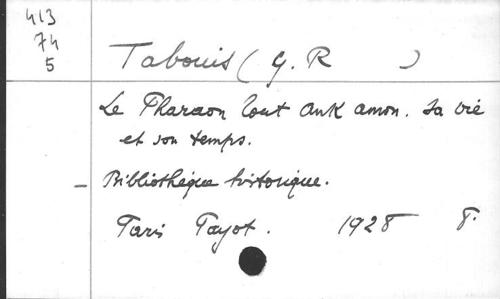 413
74
5
Tabouis (G. R )
Le Pharaon Tout Ank Amon. Sa vie
et son temps.
– Bibliothèque historique.
Paris Payot. 1928 8.